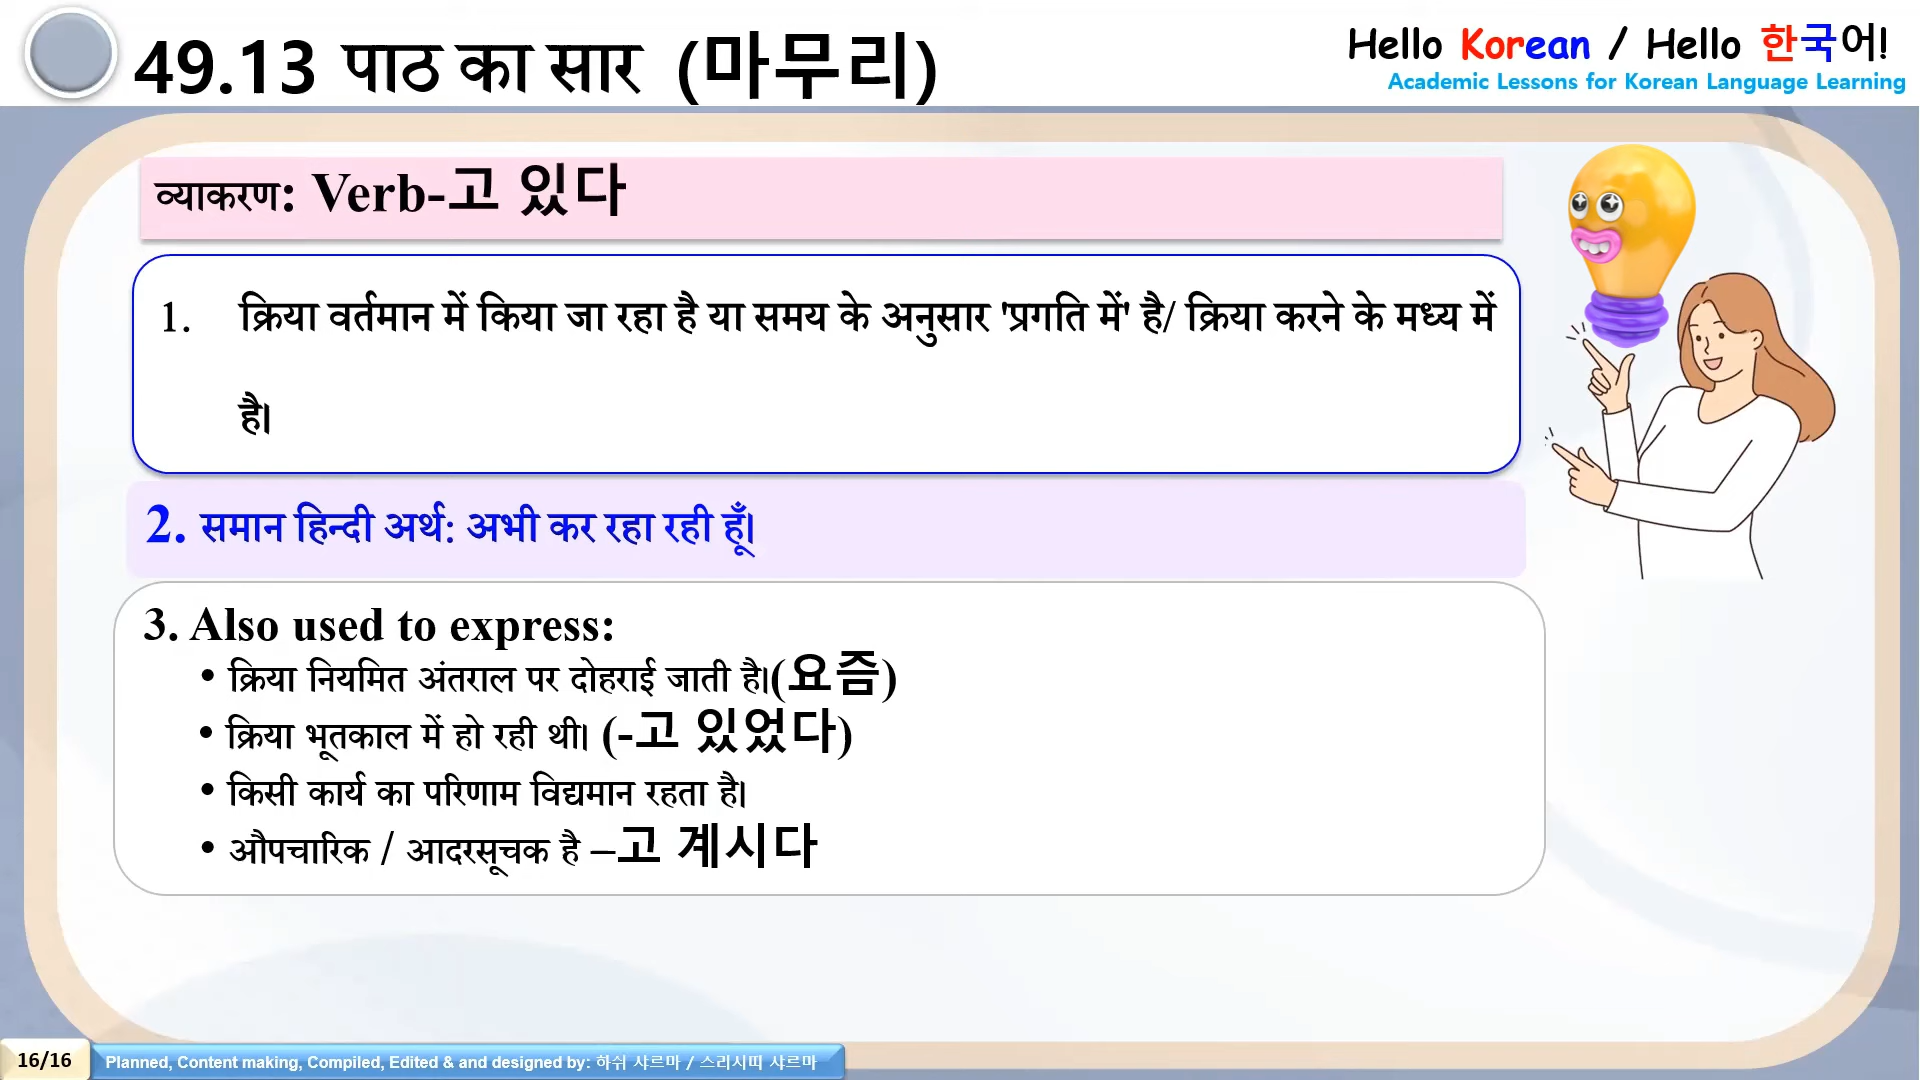 49.13 पाठ का सार (마무리)
Hello Korean / Hello 한국어!
Academic Lessons for Korean Language Learning
व्याकरण: Verb-고 있다
1. क्रिया वर्तमान में किया जा रहा है या समय के अनुसार 'प्रगति में' है/ क्रिया करने के मध्य में
है।
2. समान हिन्दी अर्थ: अभी कर रहा रही हूँ।
3. Also used to express:
• क्रिया नियमित अंतराल पर दोहराई जाती है।(요즘)
• क्रिया भूतकाल में हो रही थी। (-고 있었다)
• किसी कार्य का परिणाम विद्यमान रहता है।
• औपचारिक / आदरसूचक है –고 계시다
16/16
Planned, Content making, Compiled, Edited & and designed by: 하쉬 샤르마 / 스리시띠 샤르마